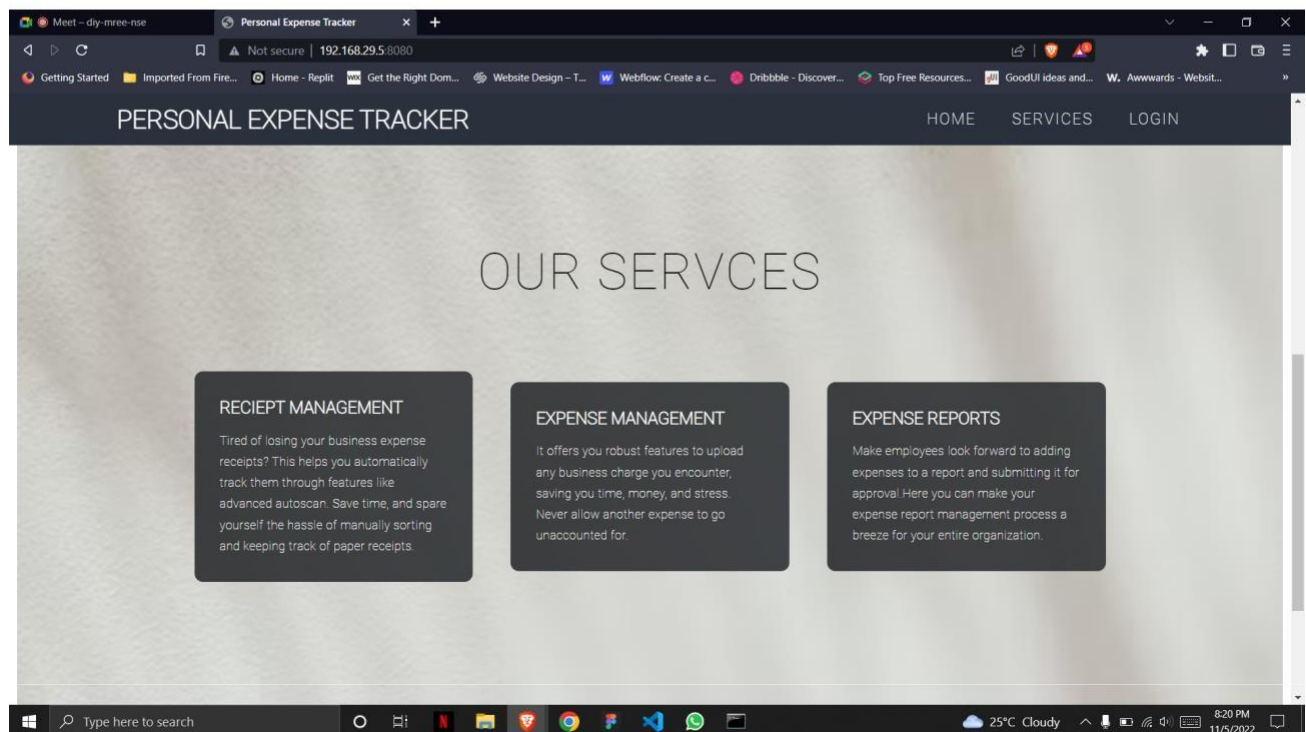 Meet – diy-mree-nse
Personal Expense Tracker
Not secure | 192.168.29.5:8080
Getting Started
Imported From Fire...
Home - Replit
WIX Get the Right Dom...
Website Design – T...
W Webflow: Create a c...
Dribbble - Discover...
Top Free Resources...
GoodUI ideas and...
W. Awwwards - Websit...
PERSONAL EXPENSE TRACKER
HOME SERVICES LOGIN
OUR SERVCES
RECIEPT MANAGEMENT
Tired of losing your business expense
receipts? This helps you automatically
track them through features like
advanced autoscan. Save time, and spare
yourself the hassle of manually sorting
and keeping track of paper receipts.
EXPENSE MANAGEMENT
It offers you robust features to upload
any business charge you encounter,
saving you time, money, and stress.
Never allow another expense to go
unaccounted for.
EXPENSE REPORTS
Make employees look forward to adding
expenses to a report and submitting it for
approval.Here you can make your
expense report management process a
breeze for your entire organization.
Type here to search
25°C Cloudy
8:20 PM
11/5/2022